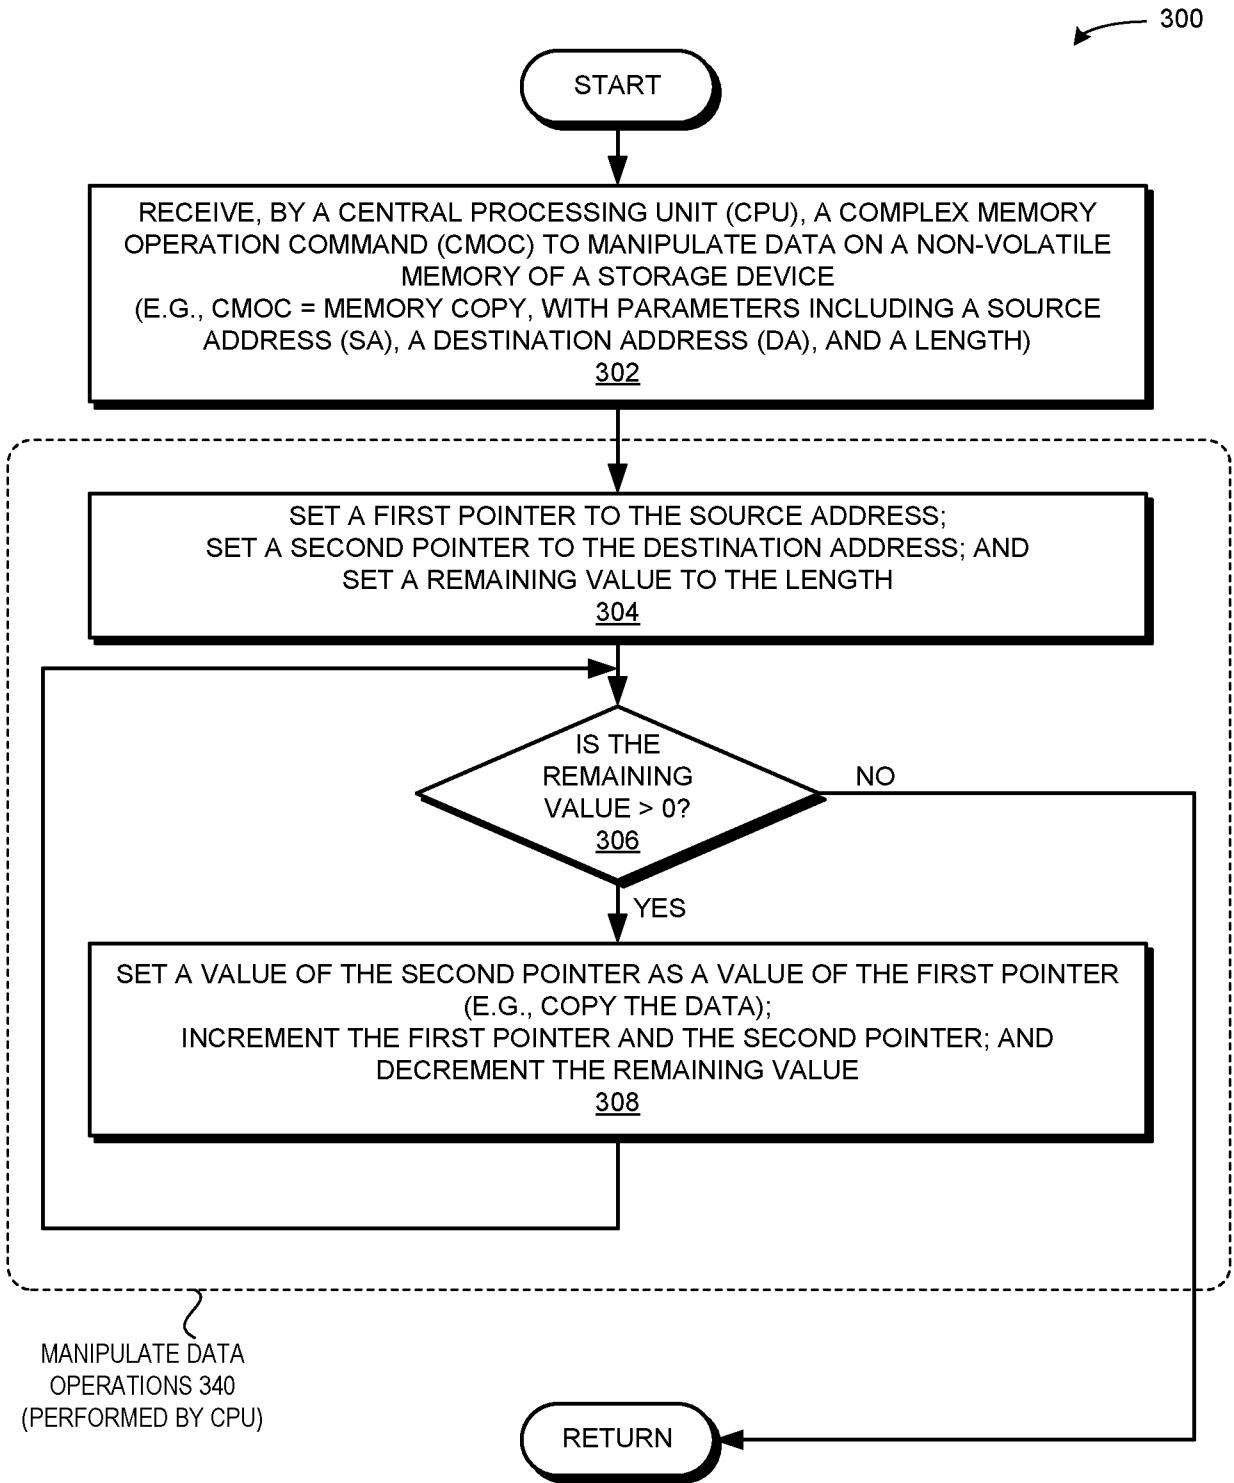 300
START
RECEIVE, BY A CENTRAL PROCESSING UNIT (CPU), A COMPLEX MEMORY
OPERATION COMMAND (CMOC) TO MANIPULATE DATA ON A NON-VOLATILE
MEMORY OF A STORAGE DEVICE
(E.G., CMOC = MEMORY COPY, WITH PARAMETERS INCLUDING A SOURCE
ADDRESS (SA), A DESTINATION ADDRESS (DA), AND A LENGTH)
302
SET A FIRST POINTER TO THE SOURCE ADDRESS;
SET A SECOND POINTER TO THE DESTINATION ADDRESS; AND
SET A REMAINING VALUE TO THE LENGTH
304
IS THE
REMAINING
VALUE > 0?
306
NO
YES
SET A VALUE OF THE SECOND POINTER AS A VALUE OF THE FIRST POINTER
(E.G., COPY THE DATA);
INCREMENT THE FIRST POINTER AND THE SECOND POINTER; AND
DECREMENT THE REMAINING VALUE
308
MANIPULATE DATA
OPERATIONS 340
(PERFORMED BY CPU)
RETURN